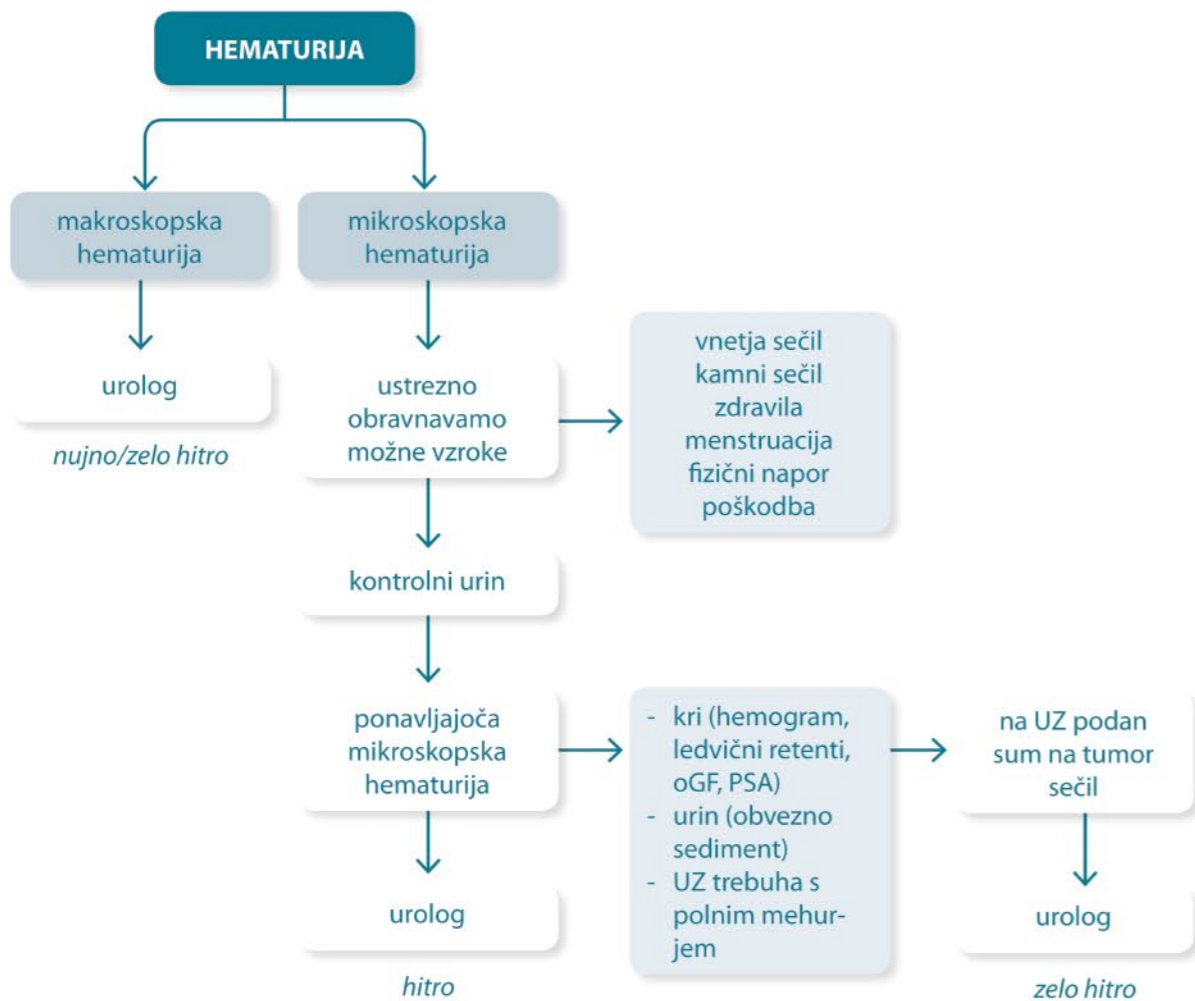 HEMATURIJA
makroskopska
hematurija
mikroskopska
hematurija
urolog
nujno/zelo hitro
ustrezno
obravnavamo
možne vzroke
vnetja sečil
kamni sečil
zdravila
menstruacija
fizični napor
poškodba
kontrolni urin
ponavljajoča
mikroskopska
hematurija
- kri (hemogram,
ledvični retenti,
oGF, PSA)
- urin (obvezno
sediment)
- UZ trebuha s
polnim mehur-
jem
na UZ podan
sum na tumor
sečil
urolog
hitro
urolog
zelo hitro